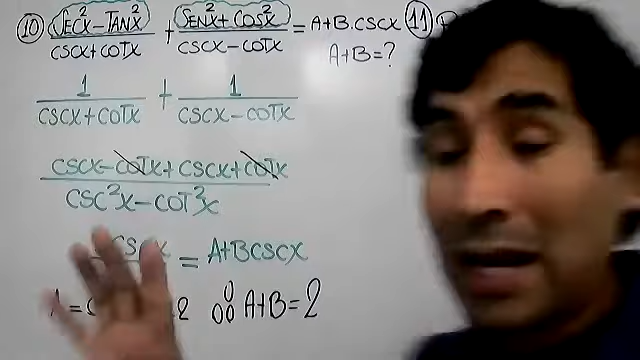 10 SEC²X-TAN²X/CSCX+COTX + SEN²X+COS²X/CSCX-COTX = A+B.CSCX 11
A+B=?
1/CSCX+COTX + 1/CSCX-COTX
CSCX-COTX+CSCX+COTX/CSC²X-COT²X
= A+BCSCX
2 ∴ A+B=2